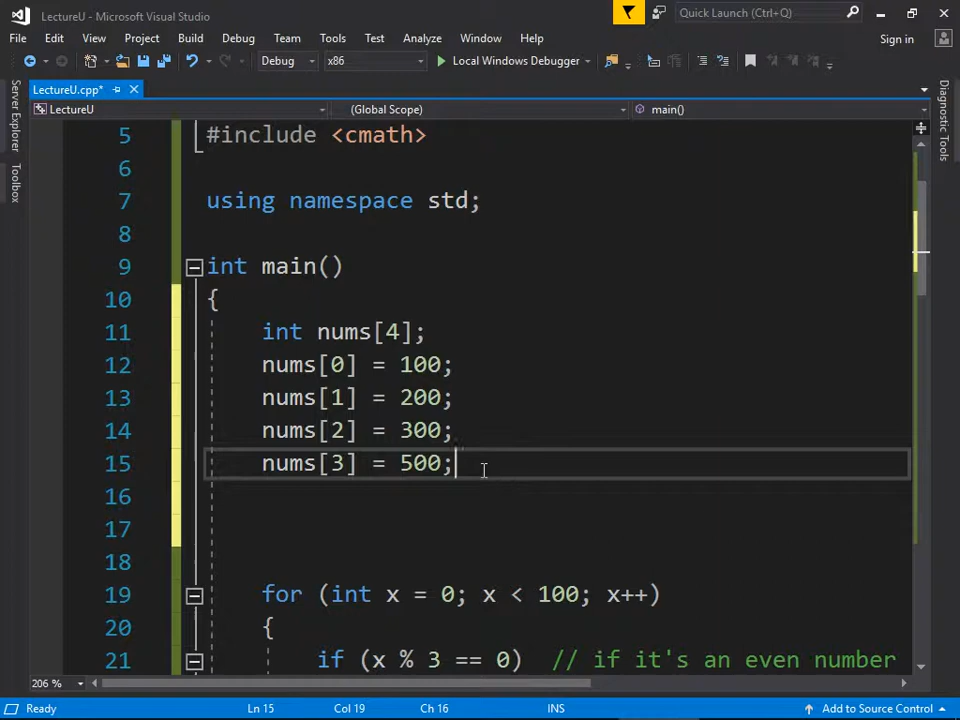 LectureU - Microsoft Visual Studio
Quick Launch (Ctrl+Q)
File Edit View Project Build Debug Team Tools Test Analyze Window Help Sign in
Debug x86 Local Windows Debugger
LectureU.cpp*
LectureU (Global Scope) main()
Server Explorer
Toolbox
Diagnostic Tools
5 #include <cmath>
6
7 using namespace std;
8
9 int main()
10 {
11 int nums[4];
12 nums[0] = 100;
13 nums[1] = 200;
14 nums[2] = 300;
15 nums[3] = 500;
16
17
18
19 for (int x = 0; x < 100; x++)
20 {
21 if (x % 3 == 0) // if it's an even number
206 %
Ready Ln 15 Col 19 Ch 16 INS Add to Source Control